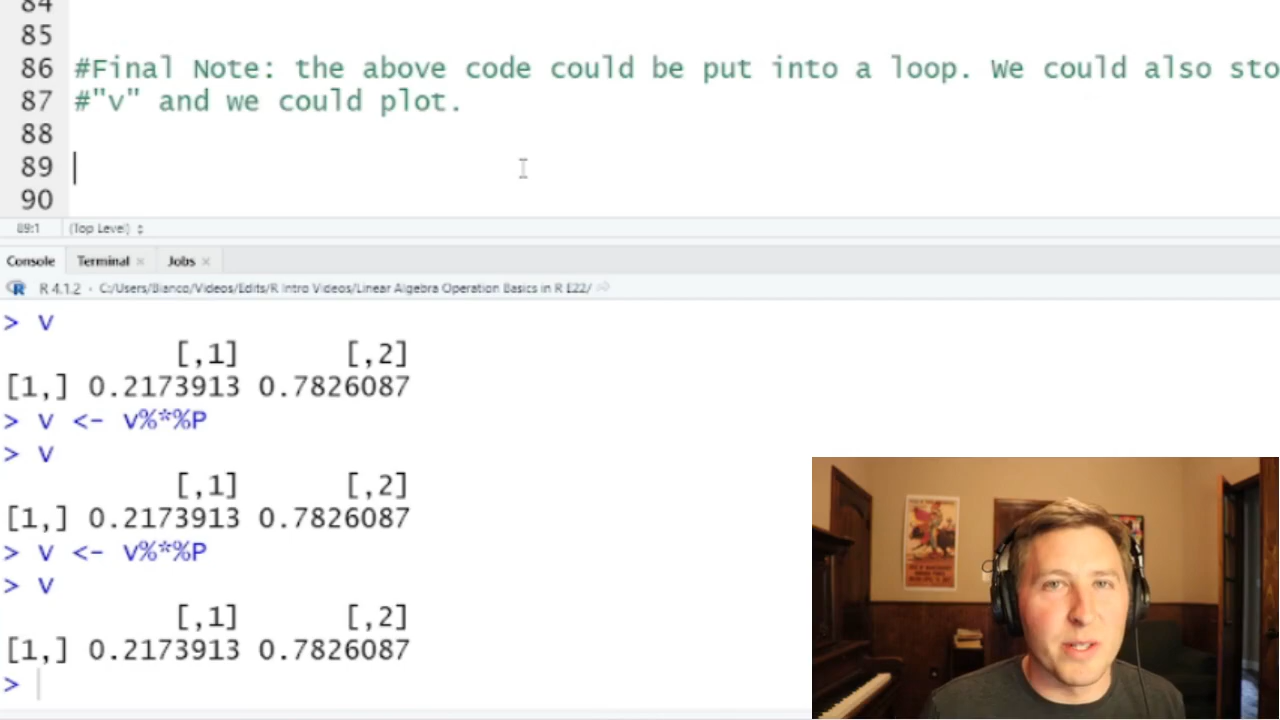 84
85
86 #Final Note: the above code could be put into a loop. We could also sto
87 #"v" and we could plot.
88
89
90
89:1 (Top Level)
Console Terminal × Jobs ×
R 4.1.2 · C:/Users/Bianco/Videos/Edits/R Intro Videos/Linear Algebra Operation Basics in R E22/
> v
[,1] [,2]
[1,] 0.2173913 0.7826087
> v <- v%*%P
> v
[,1] [,2]
[1,] 0.2173913 0.7826087
> v <- v%*%P
> v
[,1] [,2]
[1,] 0.2173913 0.7826087
>